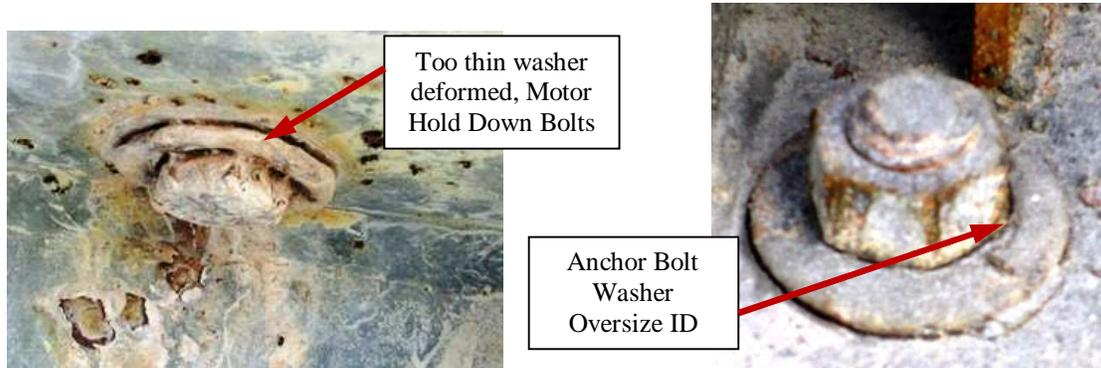 Too thin washer
deformed, Motor
Hold Down Bolts
Anchor Bolt
Washer
Oversize ID